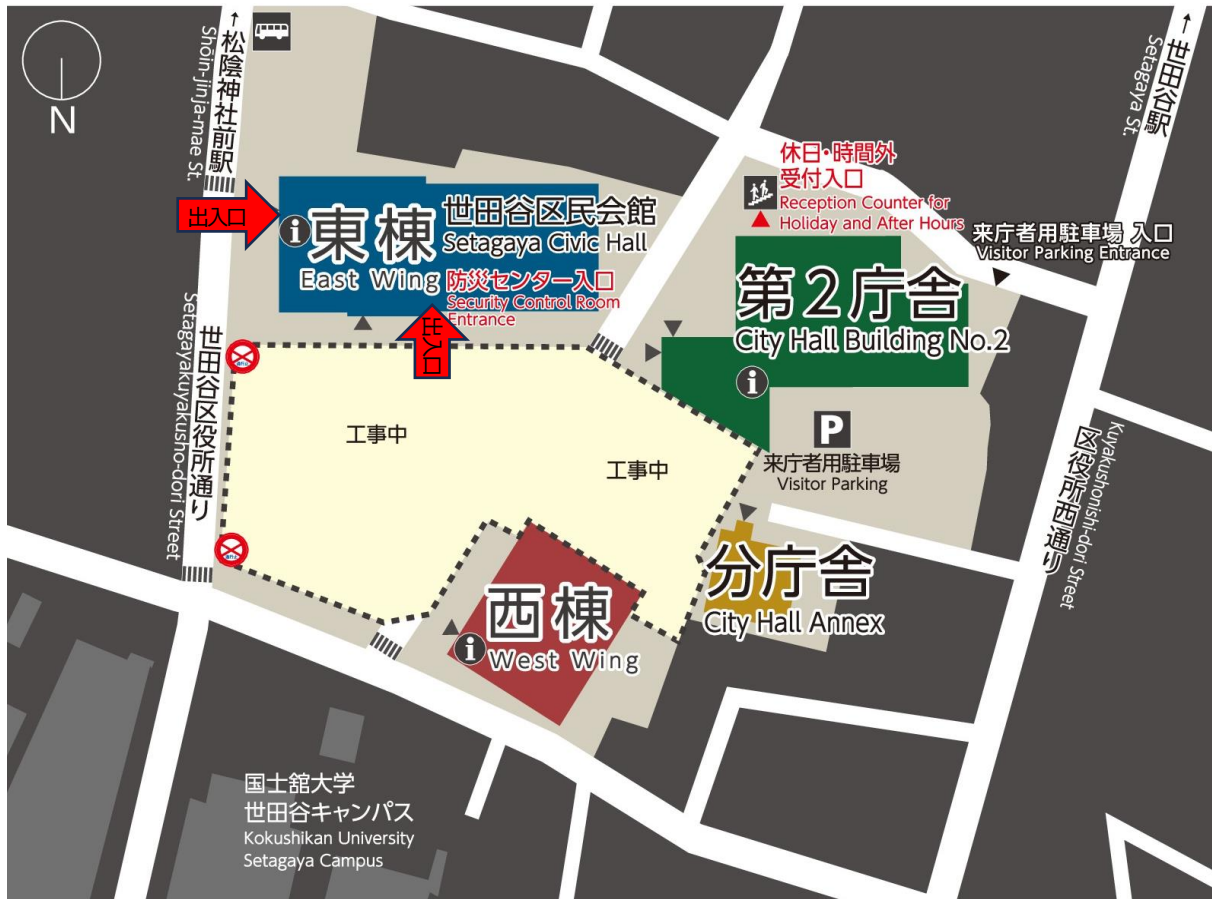 N
↑松陰神社前駅
Shōin-jinja-mae St.
↑世田谷駅
Setagaya St.
休日・時間外
受付入口
Reception Counter for
Holiday and After Hours
来庁者用駐車場 入口
Visitor Parking Entrance
出入口
i
東棟
East Wing
世田谷区民会館
Setagaya Civic Hall
防災センター入口
Security Control Room
Entrance
出入口
第2庁舎
City Hall Building No.2
i
世田谷区役所通り
Setagayakuyakusho-dori Street
工事中
工事中
P
来庁者用駐車場
Visitor Parking
区役所西通り
Kuyakushonishi-dori Street
分庁舎
City Hall Annex
西棟
i
West Wing
国士舘大学
世田谷キャンパス
Kokushikan University
Setagaya Campus